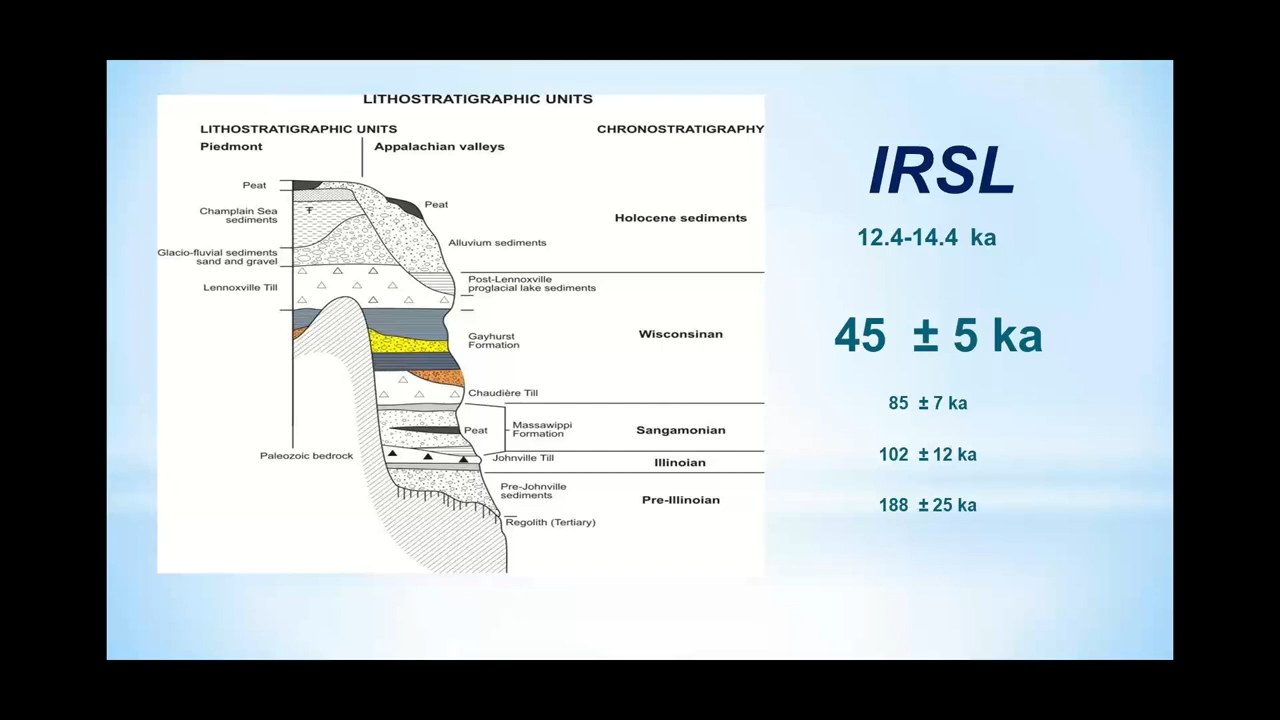 LITHOSTRATIGRAPHIC UNITS
LITHOSTRATIGRAPHIC UNITS
CHRONOSTRATIGRAPHY
Piedmont
Appalachian valleys
Peat
Champlain Sea
sediments
Glacio-fluvial sediments
sand and gravel
Lennoxville Till
Paleozoic bedrock
Peat
Alluvium sediments
Post-Lennoxville
proglacial lake sediments
Gayhurst
Formation
Chaudière Till
Peat
Massawippi
Formation
Johnville Till
Pre-Johnville
sediments
Regolith (Tertiary)
Holocene sediments
Wisconsinan
Sangamonian
Illinoian
Pre-Illinoian
IRSL
12.4-14.4 ka
45 ± 5 ka
85 ± 7 ka
102 ± 12 ka
188 ± 25 ka